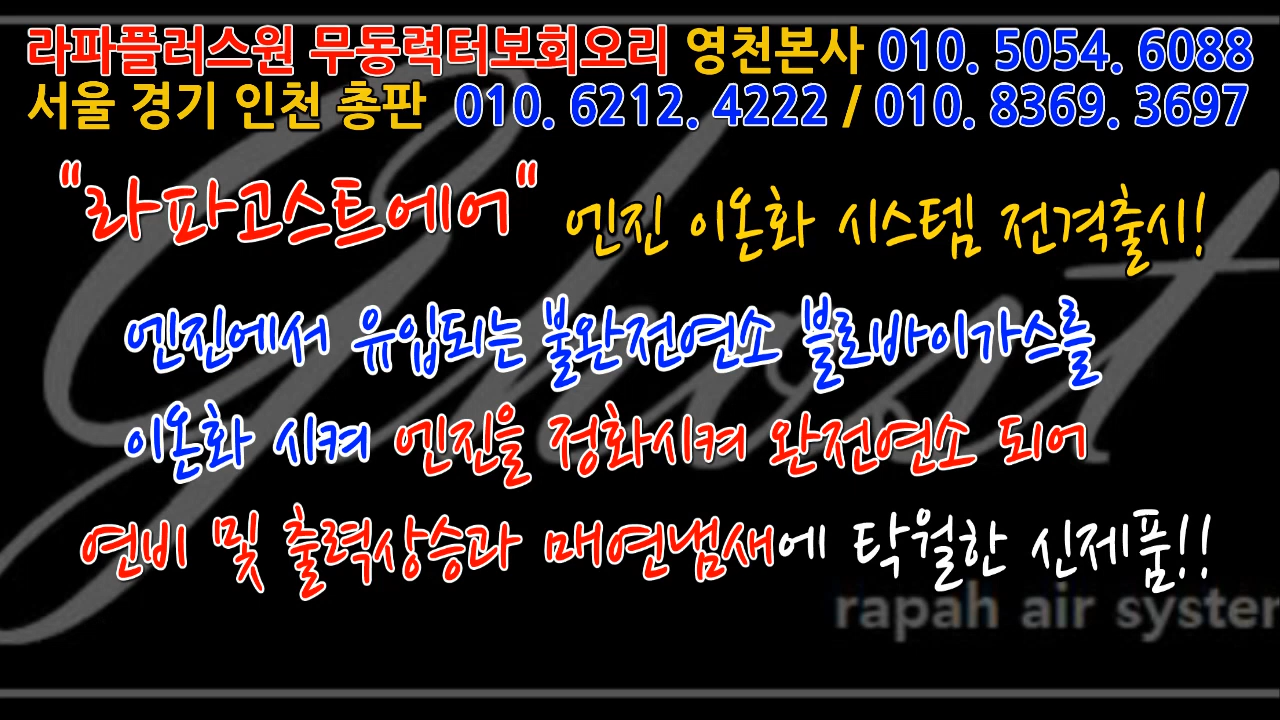 라파플러스원 무동력터보회오리 영천본사 010. 5054. 6088
서울 경기 인천 총판 010. 6212. 4222 / 010. 8369. 3697
"라파고스트에어" 엔진 이온화 시스템 전격출시!
엔진에서 유입되는 불완전연소 블로바이가스를
이온화 시켜 엔진을 정화시켜 완전연소 되어
연비 및 출력상승과 매연냄새에 탁월한 신제품!!
Ghost
rapah air system